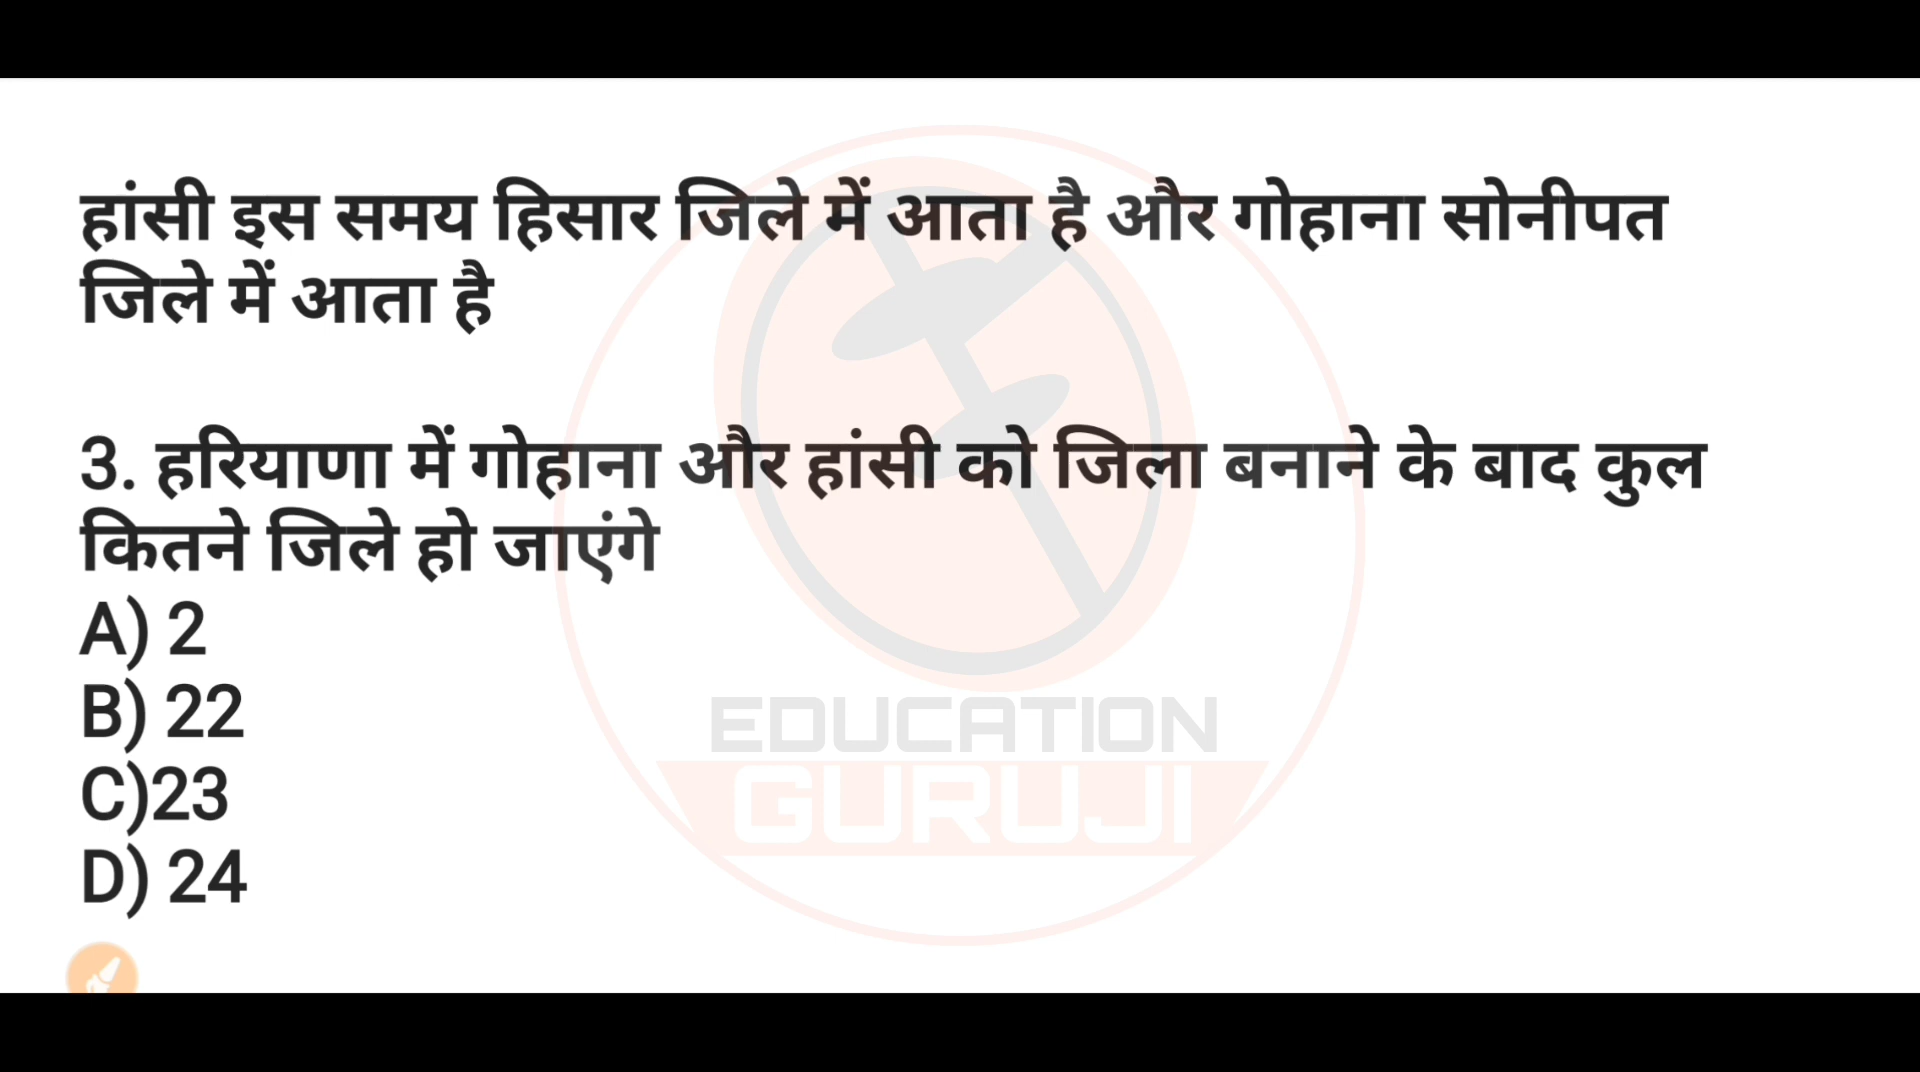 हांसी इस समय हिसार जिले में आता है और गोहाना सोनीपत
जिले में आता है
3. हरियाणा में गोहाना और हांसी को जिला बनाने के बाद कुल
कितने जिले हो जाएंगे
A) 2
B) 22
C)23
D) 24
EDUCATION
GURUJI